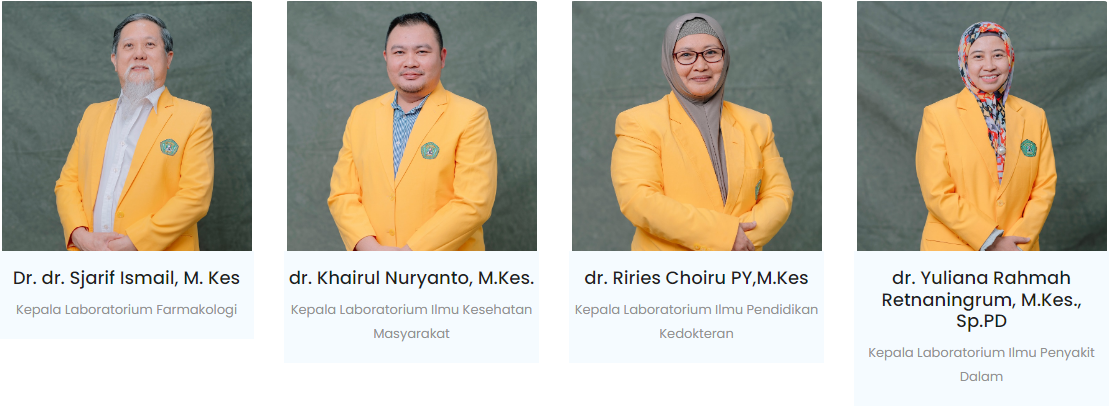 Dr. dr. Sjarif Ismail, M. Kes
Kepala Laboratorium Farmakologi
dr. Khairul Nuryanto, M.Kes.
Kepala Laboratorium Ilmu Kesehatan
Masyarakat
dr. Riries Choiru PY,M.Kes
Kepala Laboratorium Ilmu Pendidikan
Kedokteran
dr. Yuliana Rahmah
Retnaningrum, M.Kes.,
Sp.PD
Kepala Laboratorium Ilmu Penyakit
Dalam